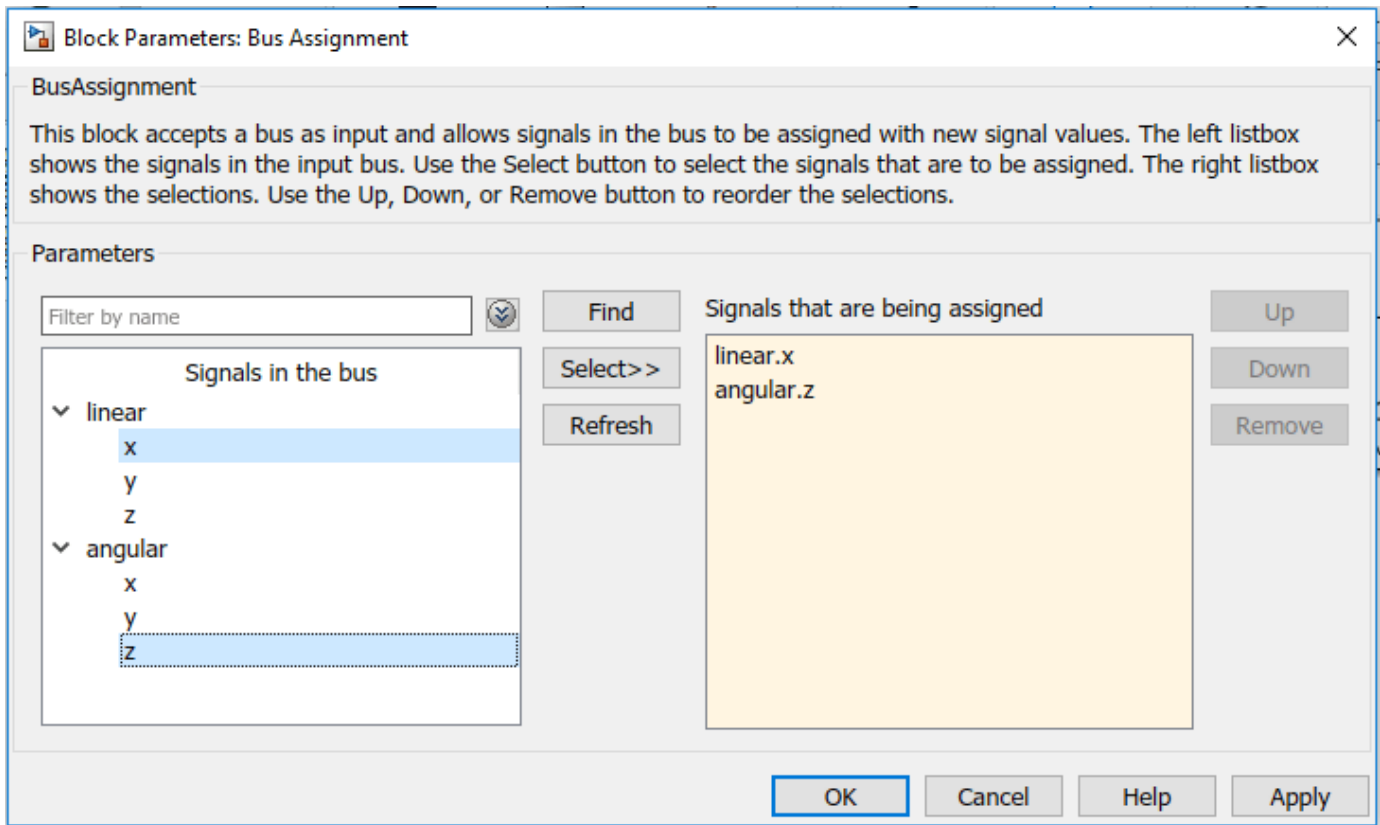 Block Parameters: Bus Assignment
BusAssignment
This block accepts a bus as input and allows signals in the bus to be assigned with new signal values. The left listbox
shows the signals in the input bus. Use the Select button to select the signals that are to be assigned. The right listbox
shows the selections. Use the Up, Down, or Remove button to reorder the selections.
Parameters
Filter by name
Signals in the bus
linear
x
y
z
angular
x
y
z
Find
Select>>
Refresh
Signals that are being assigned
linear.x
angular.z
Up
Down
Remove
OK
Cancel
Help
Apply